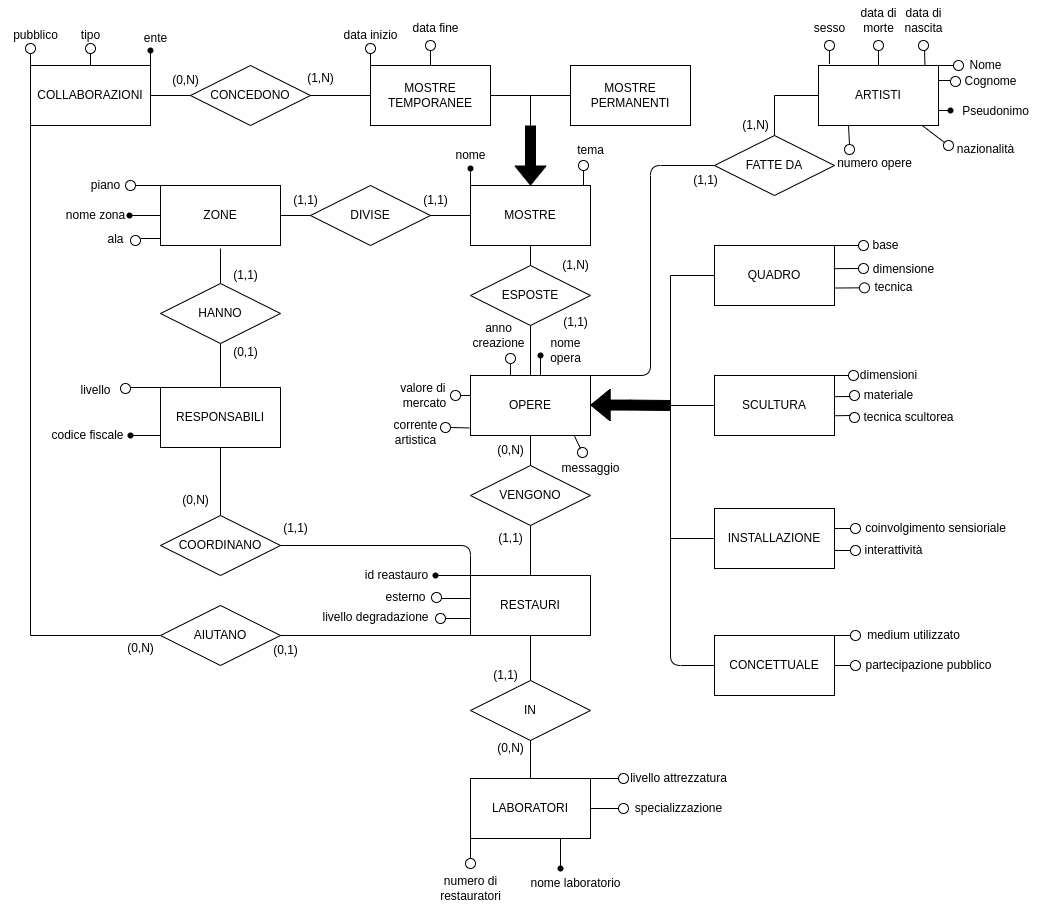 pubblico
tipo
ente
COLLABORAZIONI
(0,N)
CONCEDONO
(1,N)
data inizio
data fine
MOSTRE
TEMPORANEE
MOSTRE
PERMANENTI
sesso
data di
morte
data di
nascita
ARTISTI
Nome
Cognome
Pseudonimo
nazionalità
numero opere
(1,N)
FATTE DA
(1,1)
piano
nome zona
ala
ZONE
(1,1)
DIVISE
(1,1)
nome
tema
MOSTRE
(1,1)
HANNO
(0,1)
(1,N)
ESPOSTE
(1,1)
QUADRO
base
dimensione
tecnica
livello
codice fiscale
RESPONSABILI
anno
creazione
nome
opera
valore di
mercato
corrente
artistica
OPERE
messaggio
SCULTURA
dimensioni
materiale
tecnica scultorea
(0,N)
COORDINANO
(1,1)
(0,N)
VENGONO
(1,1)
INSTALLAZIONE
coinvolgimento sensioriale
interattività
id reastauro
esterno
livello degradazione
RESTAURI
(0,N)
AIUTANO
(0,1)
CONCETTUALE
medium utilizzato
partecipazione pubblico
(1,1)
IN
(0,N)
LABORATORI
livello attrezzatura
specializzazione
numero di
restauratori
nome laboratorio